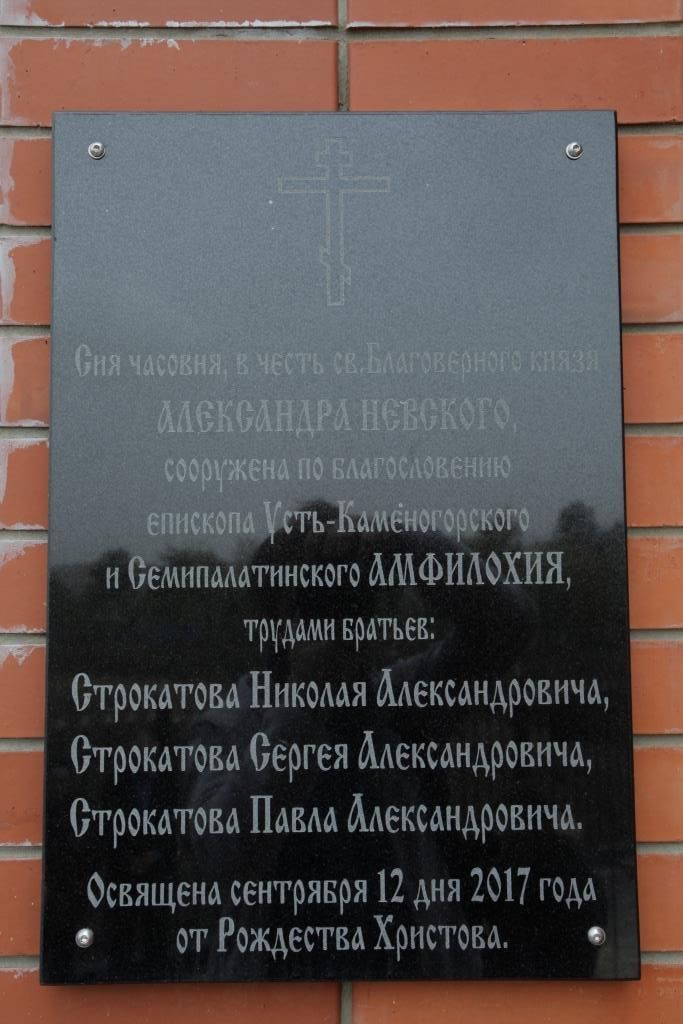 Сия часовня, в честь св.Благоверного князя
АЛЕКСАНДРА НЕВСКОГО,
сооружена по благословению
епископа Усть-Каменогорского
и Семипалатинского АМФИЛОХИЯ,
трудами братьев:
Строкатова Николая Александровича,
Строкатова Сергея Александровича,
Строкатова Павла Александровича.
Освящена сентрября 12 дня 2017 года
от Рождества Христова.